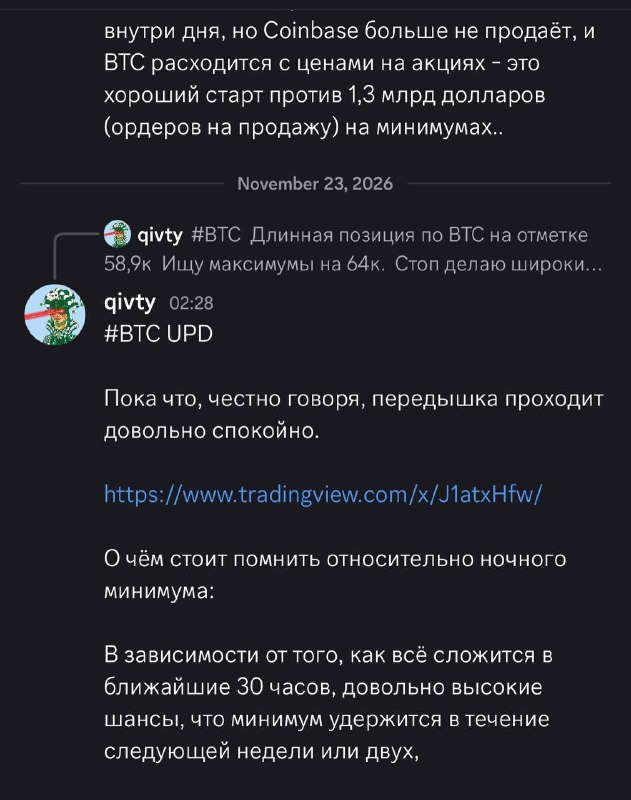 внутри дня, но Coinbase больше не продаёт, и
BTC расходится с ценами на акциях - это
хороший старт против 1,3 млрд долларов
(ордеров на продажу) на минимумах..
November 23, 2026
qivty #BTC Длинная позиция по BTC на отметке
58,9к Ищу максимумы на 64к. Стоп делаю широки...
qivty 02:28
#BTC UPD
Пока что, честно говоря, передышка проходит
довольно спокойно.
https://www.tradingview.com/x/J1atxHfw/
О чём стоит помнить относительно ночного
минимума:
В зависимости от того, как всё сложится в
ближайшие 30 часов, довольно высокие
шансы, что минимум удержится в течение
следующей недели или двух,